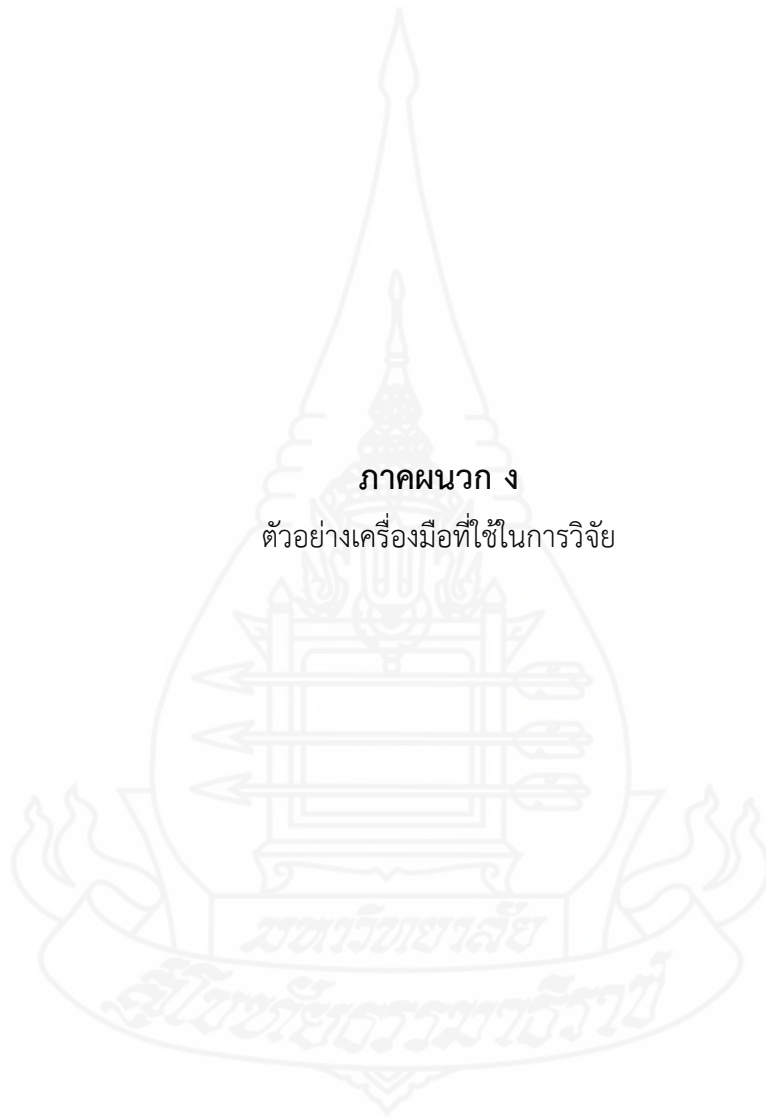 ภาคผนวก ง
ตัวอย่างเครื่องมือที่ใช้ในการวิจัย
มหาวิทยาลัย
สุโขทัยธรรมาธิราช